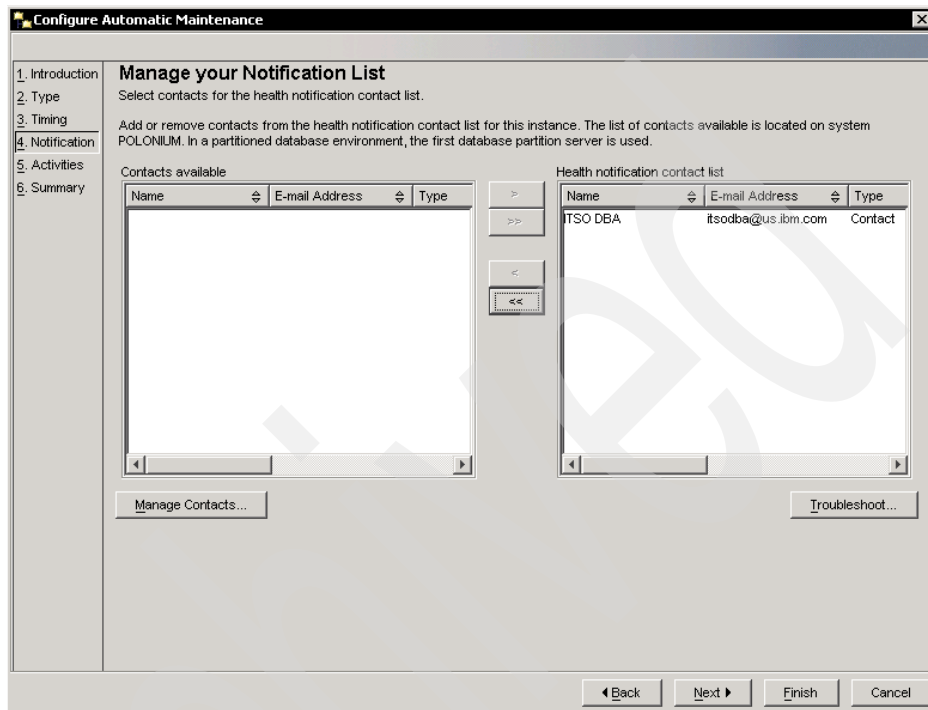 Configure Automatic Maintenance
1. Introduction
2. Type
3. Timing
4. Notification
5. Activities
6. Summary
Manage your Notification List
Select contacts for the health notification contact list.
Add or remove contacts from the health notification contact list for this instance. The list of contacts available is located on system
POLONIUM. In a partitioned database environment, the first database partition server is used.
Contacts available
Name E-mail Address Type
>
>>
<
<<
Health notification contact list
Name E-mail Address Type
ITSO DBA itsodba@us.ibm.com Contact
Manage Contacts...
Troubleshoot...
Back
Next
Finish
Cancel